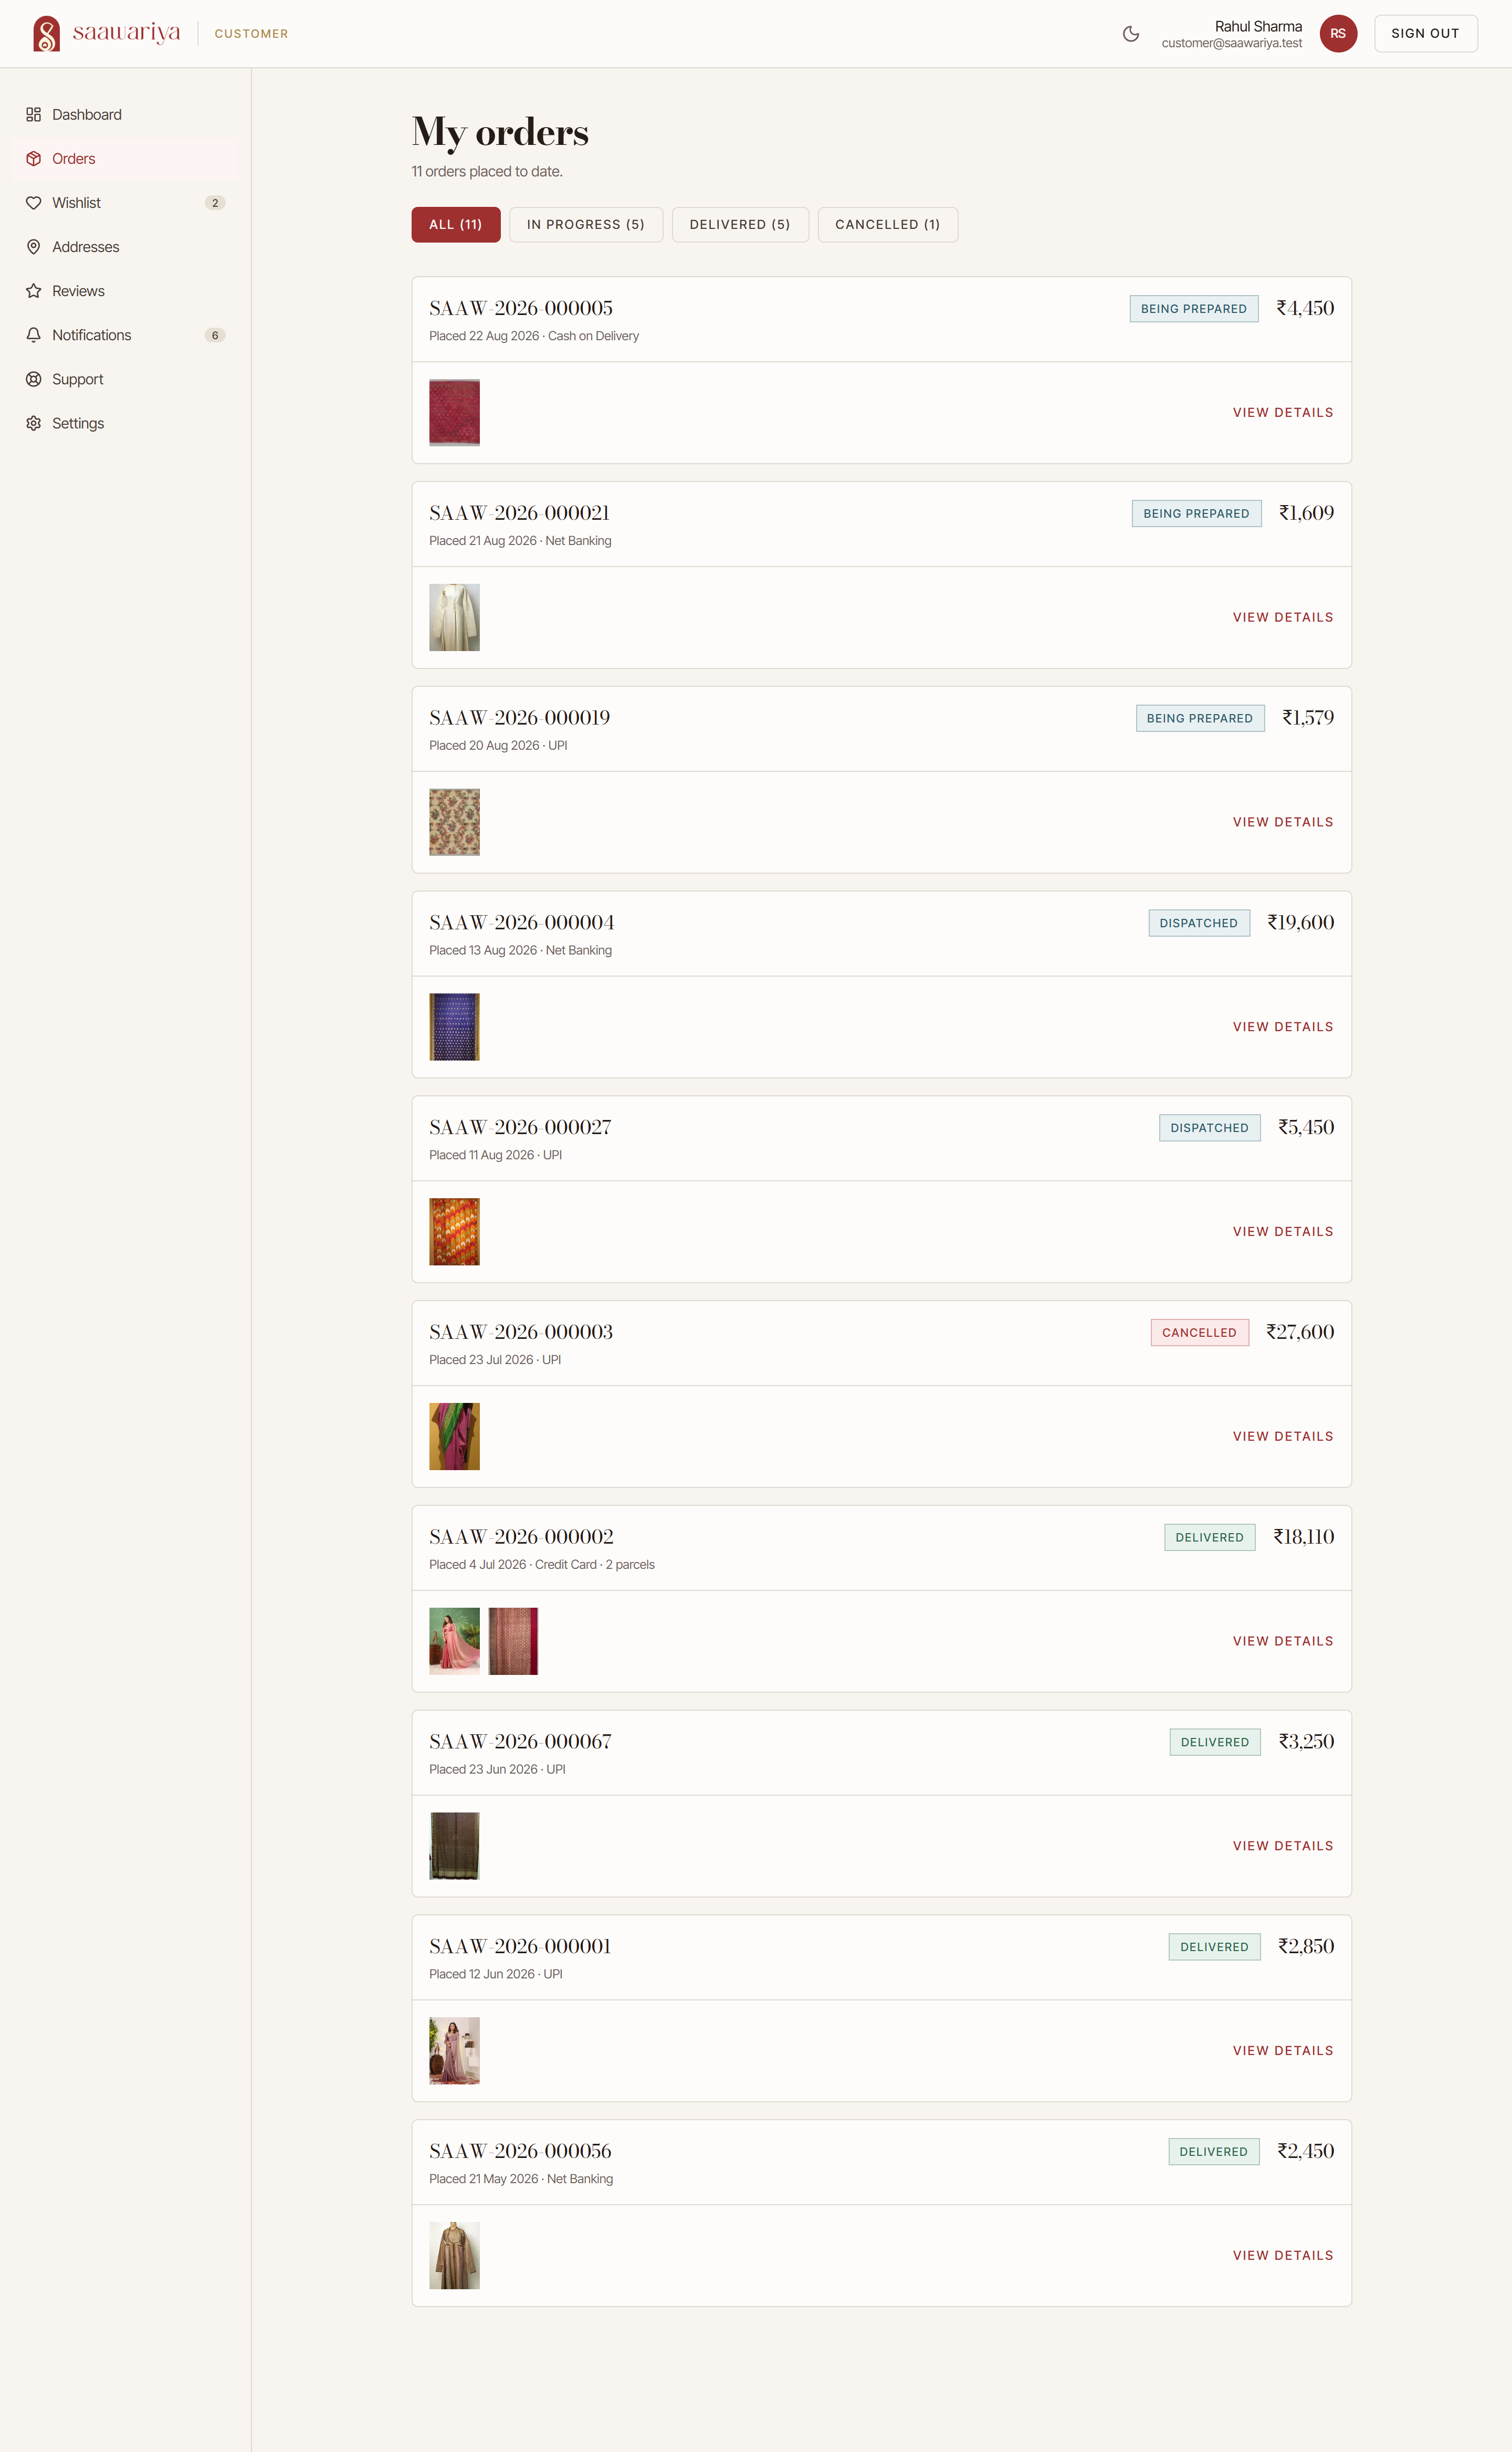 saawariya
CUSTOMER
Rahul Sharma
customer@saawariya.test
RS
SIGN OUT
Dashboard
Orders
Wishlist 2
Addresses
Reviews
Notifications 6
Support
Settings
My orders
11 orders placed to date.
ALL (11) IN PROGRESS (5) DELIVERED (5) CANCELLED (1)
SAAW-2026-000005 BEING PREPARED ₹4,450
Placed 22 Aug 2026 · Cash on Delivery
VIEW DETAILS
SAAW-2026-000021 BEING PREPARED ₹1,609
Placed 21 Aug 2026 · Net Banking
VIEW DETAILS
SAAW-2026-000019 BEING PREPARED ₹1,579
Placed 20 Aug 2026 · UPI
VIEW DETAILS
SAAW-2026-000004 DISPATCHED ₹19,600
Placed 13 Aug 2026 · Net Banking
VIEW DETAILS
SAAW-2026-000027 DISPATCHED ₹5,450
Placed 11 Aug 2026 · UPI
VIEW DETAILS
SAAW-2026-000003 CANCELLED ₹27,600
Placed 23 Jul 2026 · UPI
VIEW DETAILS
SAAW-2026-000002 DELIVERED ₹18,110
Placed 4 Jul 2026 · Credit Card · 2 parcels
VIEW DETAILS
SAAW-2026-000067 DELIVERED ₹3,250
Placed 23 Jun 2026 · UPI
VIEW DETAILS
SAAW-2026-000001 DELIVERED ₹2,850
Placed 12 Jun 2026 · UPI
VIEW DETAILS
SAAW-2026-000056 DELIVERED ₹2,450
Placed 21 May 2026 · Net Banking
VIEW DETAILS